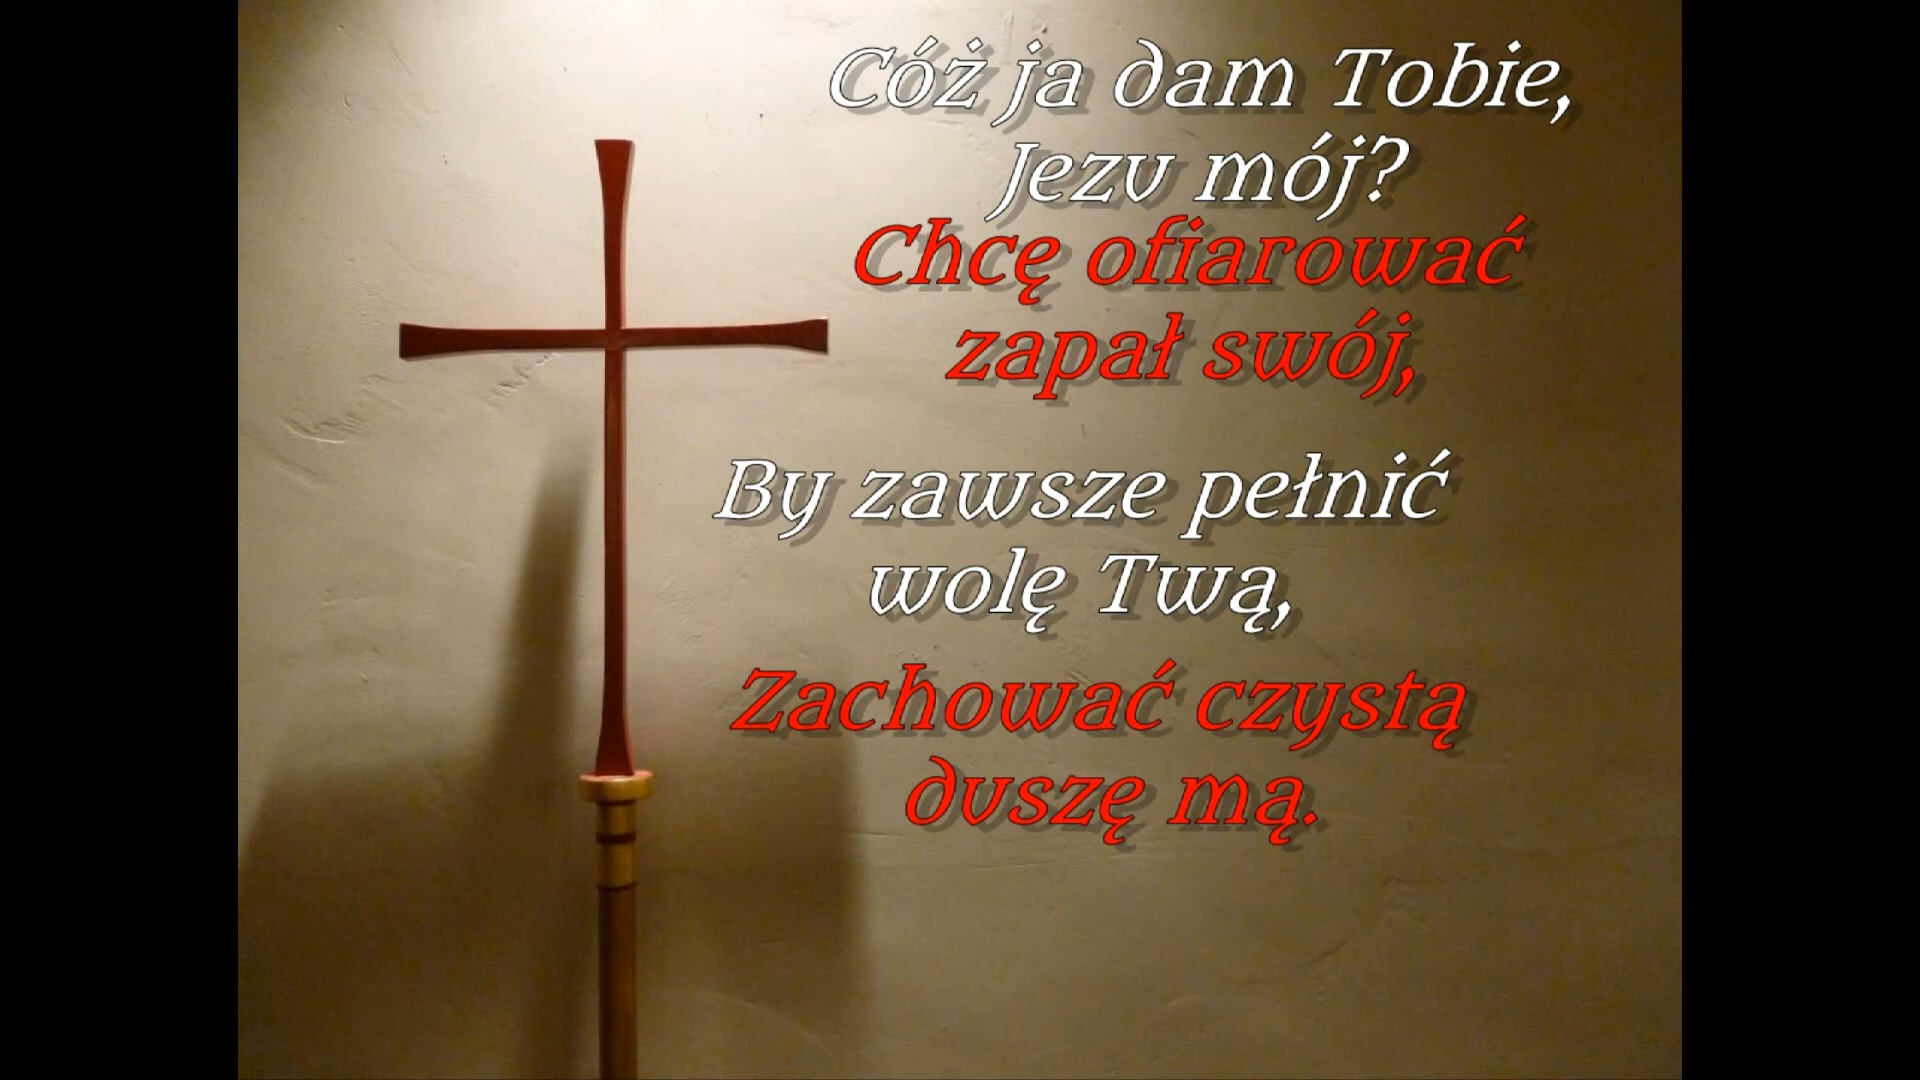 Cóż ja dam Tobie,
Jezu mój?
Chcę ofiarować
zapał swój,
By zawsze pełnić
wolę Twą,
Zachować czystą
duszę mą.